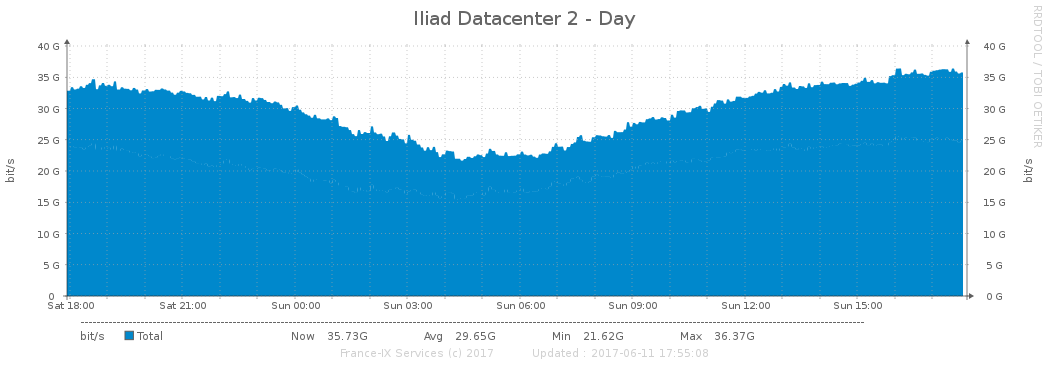 Iliad Datacenter 2 - Day
RRDTOOL / TOBI OETIKER
40 G 40 G
35 G 35 G
30 G 30 G
25 G 25 G
20 G 20 G
15 G 15 G
10 G 10 G
5 G 5 G
0 0 G
bit/s bit/s
Sat 18:00 Sat 21:00 Sun 00:00 Sun 03:00 Sun 06:00 Sun 09:00 Sun 12:00 Sun 15:00
bit/s Total Now 35.73G Avg 29.65G Min 21.62G Max 36.37G
France-IX Services (c) 2017 Updated : 2017-06-11 17:55:08